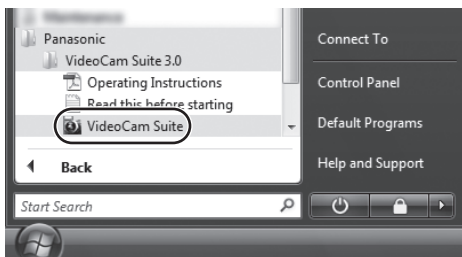 Panasonic
VideoCam Suite 3.0
Operating Instructions
Read this before starting
VideoCam Suite
Back
Start Search
Connect To
Control Panel
Default Programs
Help and Support